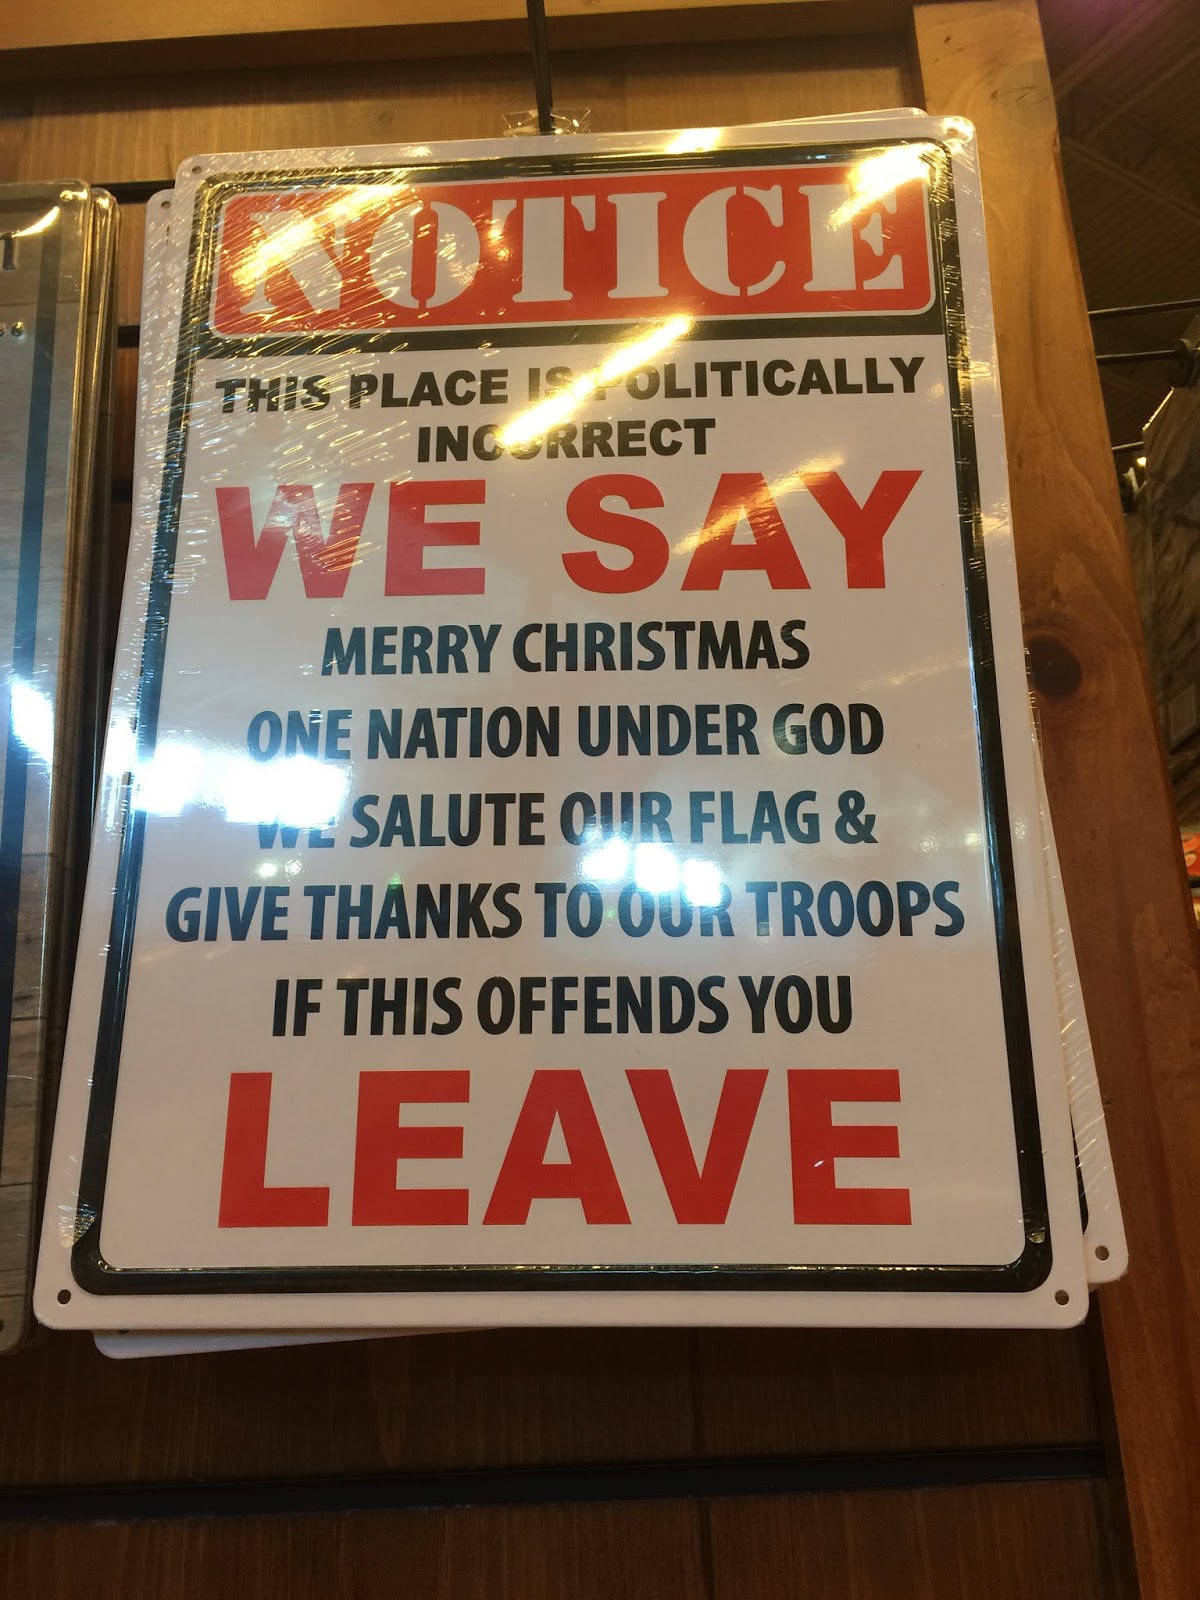 NOTICE
THIS PLACE IS POLITICALLY
INCORRECT
WE SAY
MERRY CHRISTMAS
ONE NATION UNDER GOD
WE SALUTE OUR FLAG &
GIVE THANKS TO OUR TROOPS
IF THIS OFFENDS YOU
LEAVE